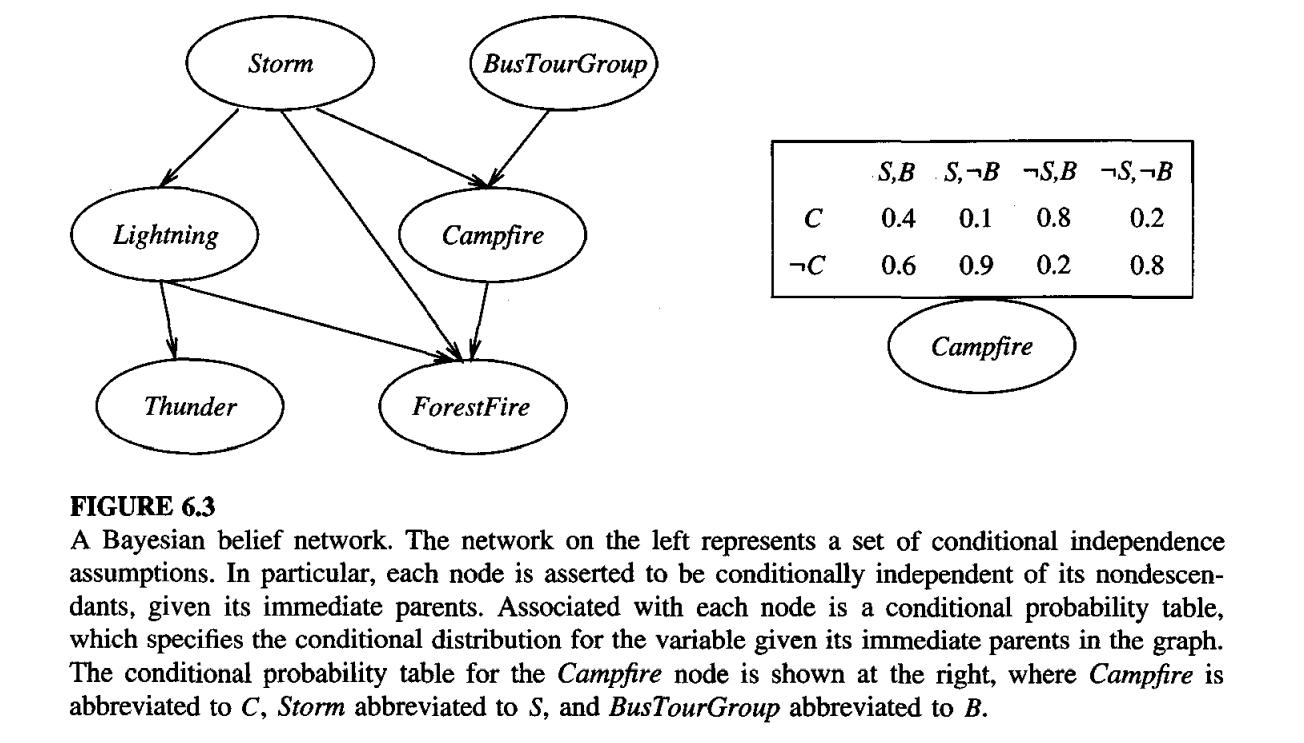 Storm BusTourGroup
S,B S,¬B ¬S,B ¬S,¬B
C 0.4 0.1 0.8 0.2
Lightning Campfire
¬C 0.6 0.9 0.2 0.8
Campfire
Thunder ForestFire
FIGURE 6.3
A Bayesian belief network. The network on the left represents a set of conditional independence
assumptions. In particular, each node is asserted to be conditionally independent of its nondescen-
dants, given its immediate parents. Associated with each node is a conditional probability table,
which specifies the conditional distribution for the variable given its immediate parents in the graph.
The conditional probability table for the Campfire node is shown at the right, where Campfire is
abbreviated to C, Storm abbreviated to S, and BusTourGroup abbreviated to B.